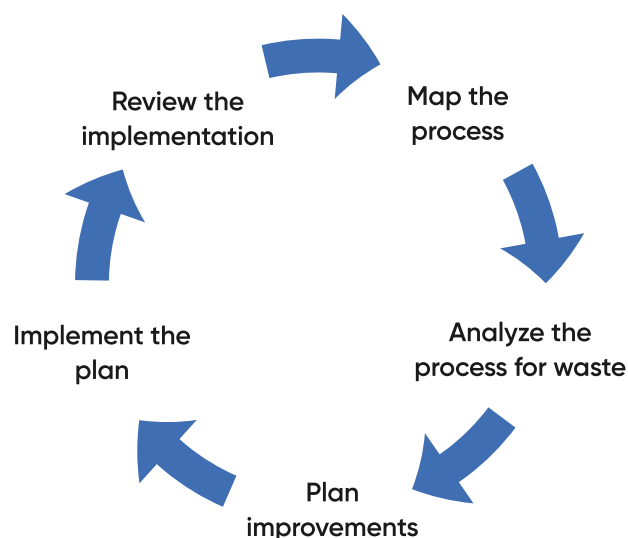 Review the
implementation
Map the
process
Analyze the
process for waste
Plan
improvements
Implement the
plan